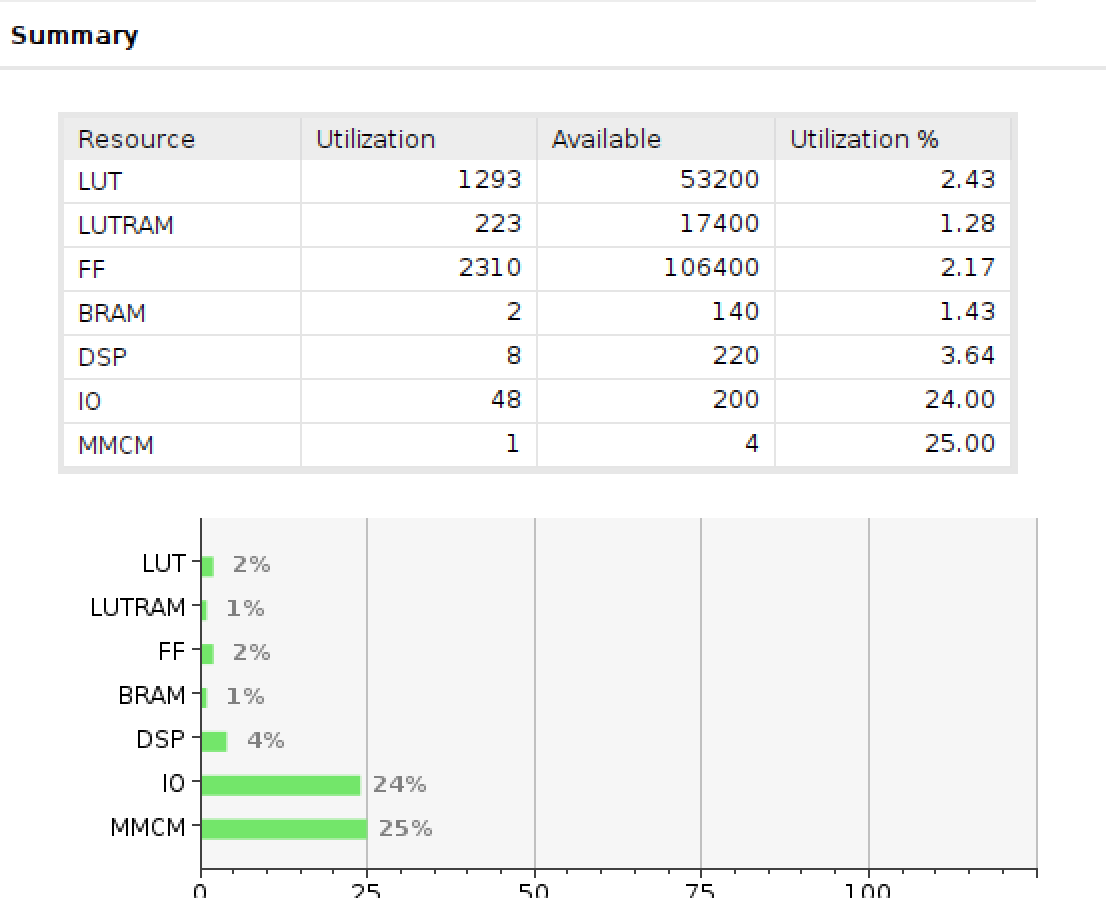 Summary
Resource Utilization Available Utilization %
LUT 1293 53200 2.43
LUTRAM 223 17400 1.28
FF 2310 106400 2.17
BRAM 2 140 1.43
DSP 8 220 3.64
IO 48 200 24.00
MMCM 1 4 25.00
LUT 2%
LUTRAM 1%
FF 2%
BRAM 1%
DSP 4%
IO 24%
MMCM 25%
0 25 50 75 100